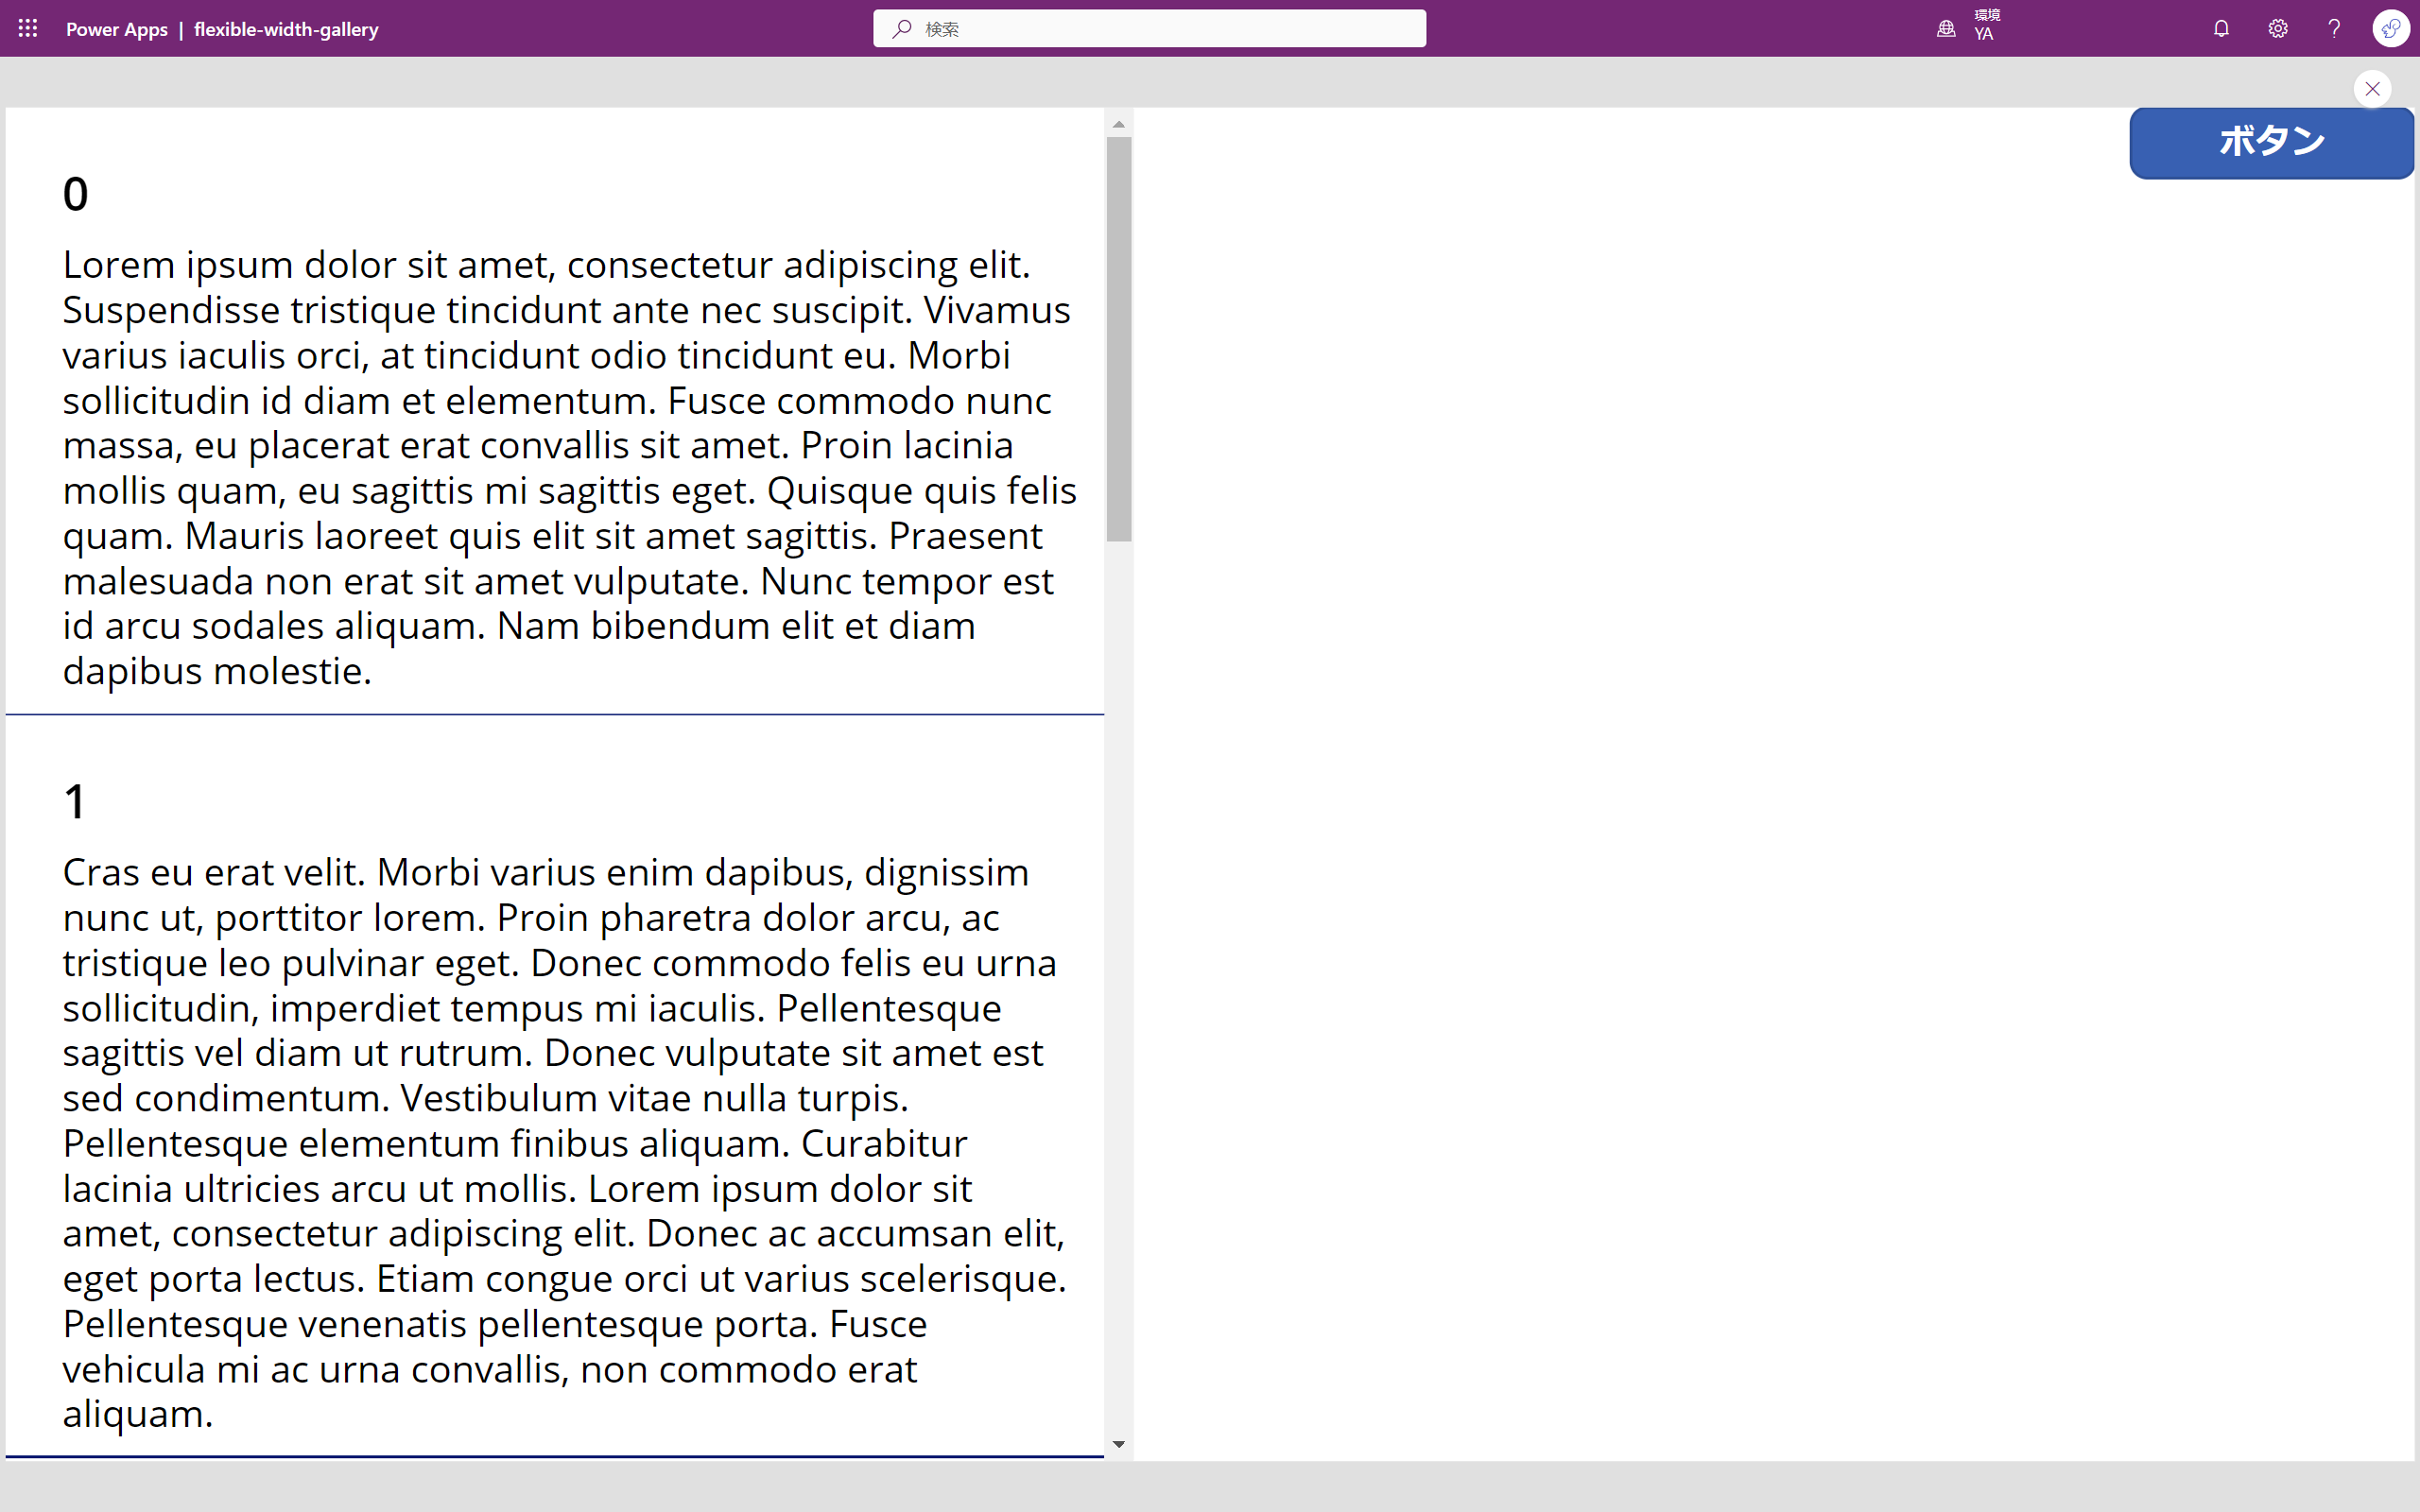 Power Apps | flexible-width-gallery
検索
環境
YA
ボタン
0
Lorem ipsum dolor sit amet, consectetur adipiscing elit.
Suspendisse tristique tincidunt ante nec suscipit. Vivamus
varius iaculis orci, at tincidunt odio tincidunt eu. Morbi
sollicitudin id diam et elementum. Fusce commodo nunc
massa, eu placerat erat convallis sit amet. Proin lacinia
mollis quam, eu sagittis mi sagittis eget. Quisque quis felis
quam. Mauris laoreet quis elit sit amet sagittis. Praesent
malesuada non erat sit amet vulputate. Nunc tempor est
id arcu sodales aliquam. Nam bibendum elit et diam
dapibus molestie.
1
Cras eu erat velit. Morbi varius enim dapibus, dignissim
nunc ut, porttitor lorem. Proin pharetra dolor arcu, ac
tristique leo pulvinar eget. Donec commodo felis eu urna
sollicitudin, imperdiet tempus mi iaculis. Pellentesque
sagittis vel diam ut rutrum. Donec vulputate sit amet est
sed condimentum. Vestibulum vitae nulla turpis.
Pellentesque elementum finibus aliquam. Curabitur
lacinia ultricies arcu ut mollis. Lorem ipsum dolor sit
amet, consectetur adipiscing elit. Donec ac accumsan elit,
eget porta lectus. Etiam congue orci ut varius scelerisque.
Pellentesque venenatis pellentesque porta. Fusce
vehicula mi ac urna convallis, non commodo erat
aliquam.